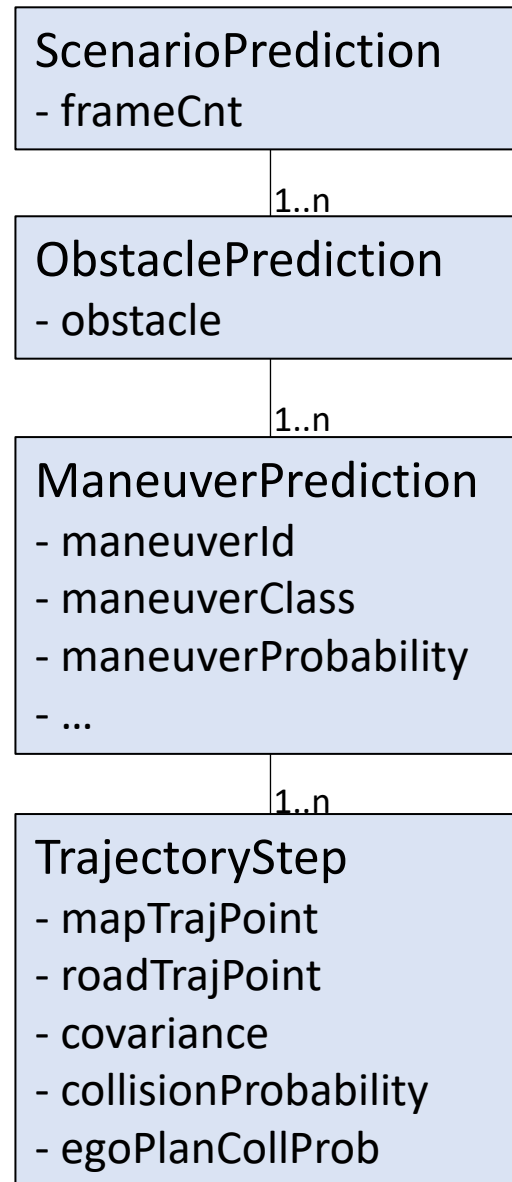 ScenarioPrediction
- frameCnt
1..n
ObstaclePrediction
- obstacle
1..n
ManeuverPrediction
- maneuverId
- maneuverClass
- maneuverProbability
- ...
1..n
TrajectoryStep
- mapTrajPoint
- roadTrajPoint
- covariance
- collisionProbability
- egoPlanCollProb